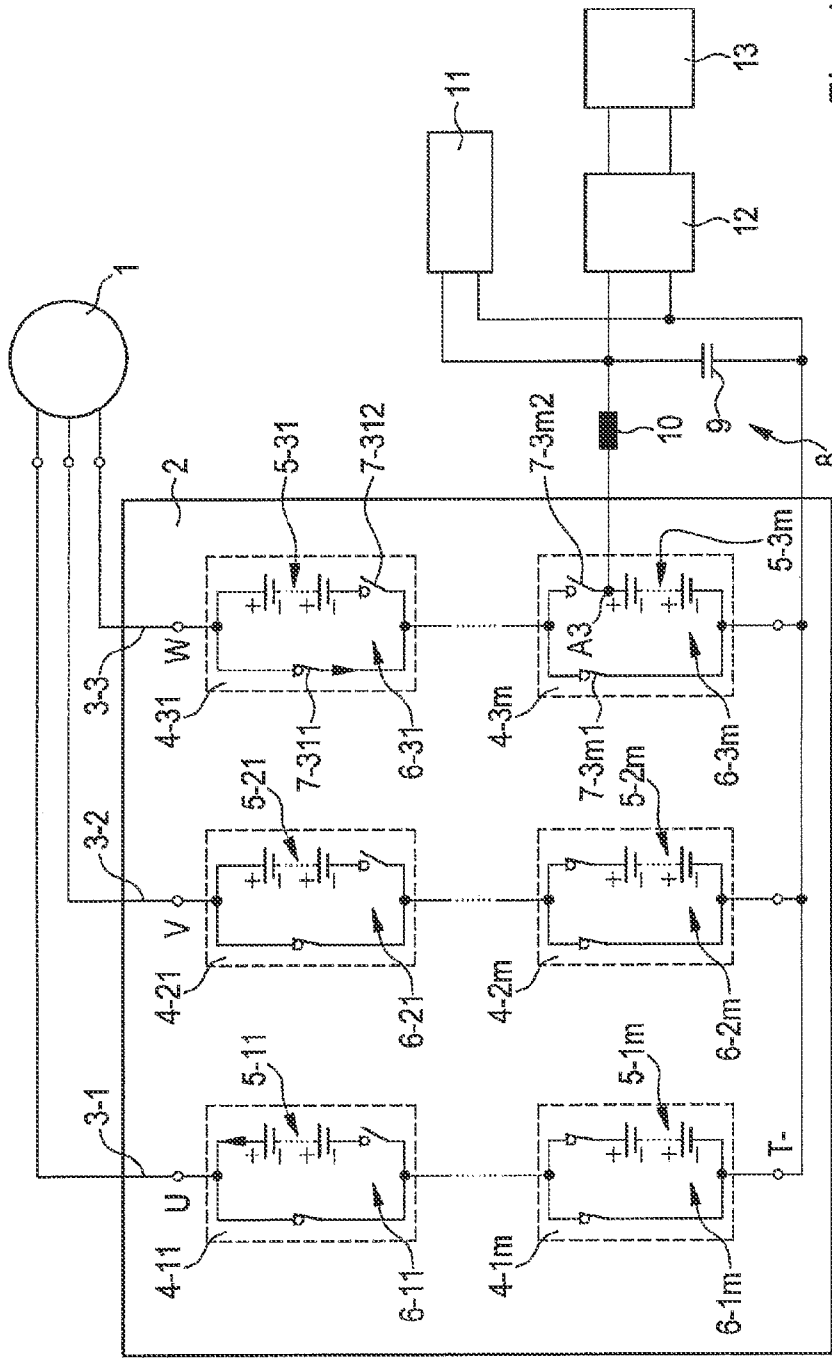 1
3-1
3-2
3-3
2
U
V
W
11
4-11
5-11
4-21
5-21
4-31
5-31
7-311
7-312
6-11
6-21
6-31
13
12
10
9
8
4-1m
5-1m
4-2m
5-2m
4-3m
7-3m1
7-3m2
A3
5-3m
6-1m
6-2m
6-3m
T-
+
−
+
−
+
−
+
−
+
−
+
−
+
−
+
−
+
−
+
−
+
−
+
−